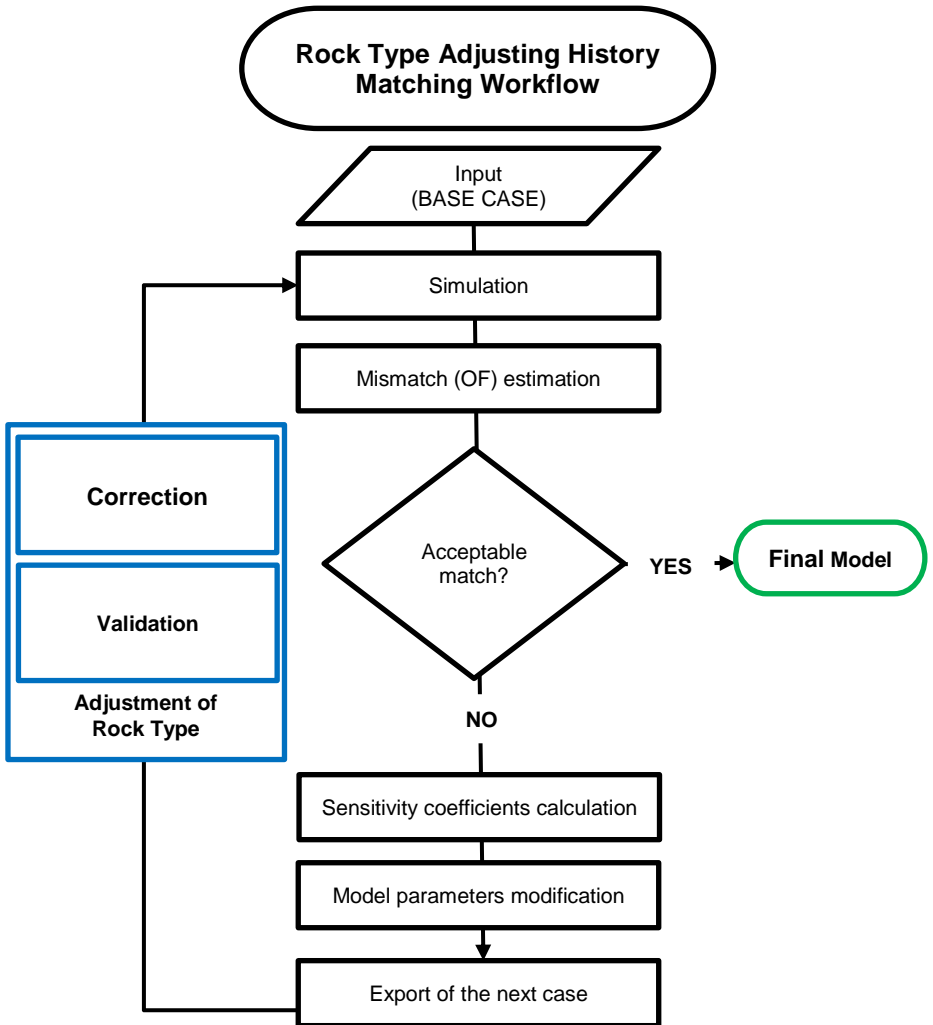 Rock Type Adjusting History
Matching Workflow
Input
(BASE CASE)
Simulation
Mismatch (OF) estimation
Acceptable
match?
YES
Final Model
NO
Correction
Validation
Adjustment of
Rock Type
Sensitivity coefficients calculation
Model parameters modification
Export of the next case